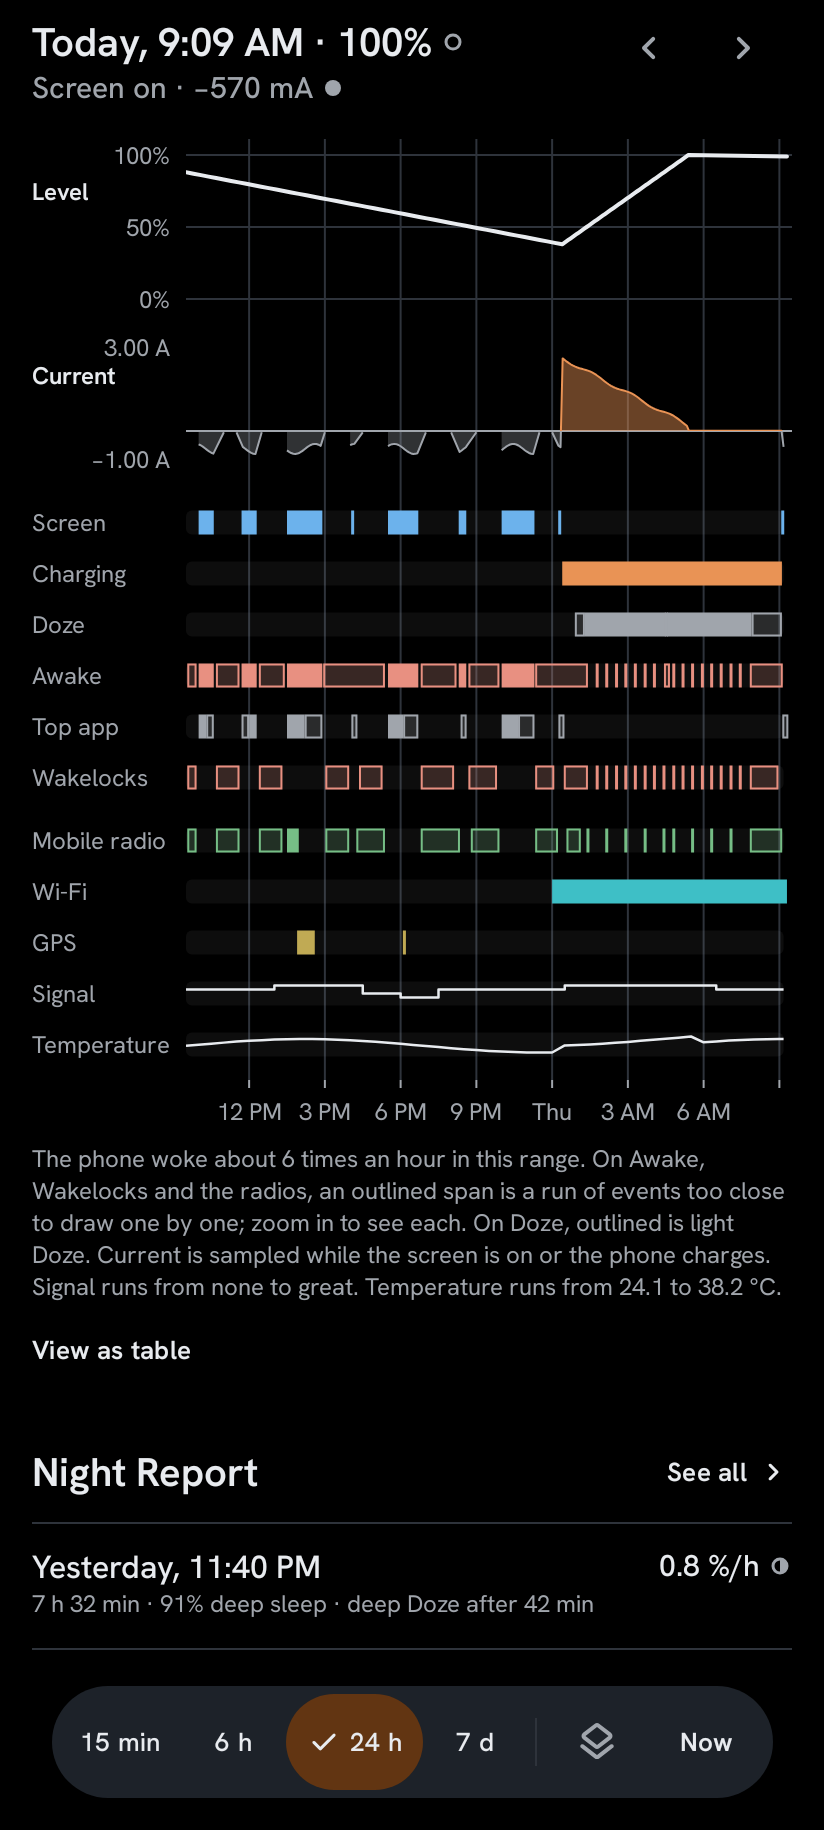 Today, 9:09 AM · 100%
Screen on · −570 mA
100%
Level
50%
0%
3.00 A
Current
−1.00 A
Screen
Charging
Doze
Awake
Top app
Wakelocks
Mobile radio
Wi-Fi
GPS
Signal
Temperature
12 PM 3 PM 6 PM 9 PM Thu 3 AM 6 AM
The phone woke about 6 times an hour in this range. On Awake,
Wakelocks and the radios, an outlined span is a run of events too close
to draw one by one; zoom in to see each. On Doze, outlined is light
Doze. Current is sampled while the screen is on or the phone charges.
Signal runs from none to great. Temperature runs from 24.1 to 38.2 °C.
View as table
Night Report See all
Yesterday, 11:40 PM 0.8 %/h
7 h 32 min · 91% deep sleep · deep Doze after 42 min
15 min 6 h 24 h 7 d Now